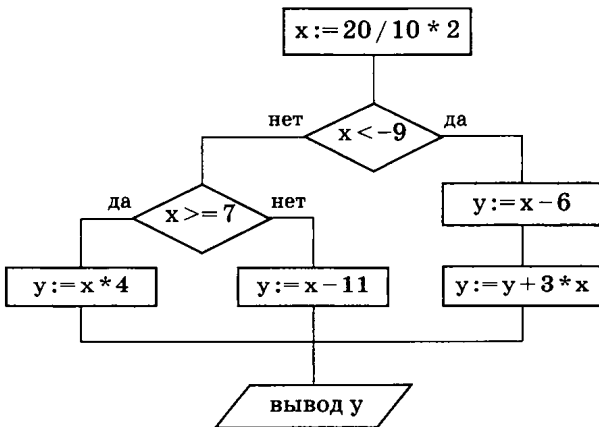 x:=20/10*2
нет
x<-9
да
да
x>=7
нет
y:=x-6
y:=x*4
y:=x-11
y:=y+3*x
вывод y